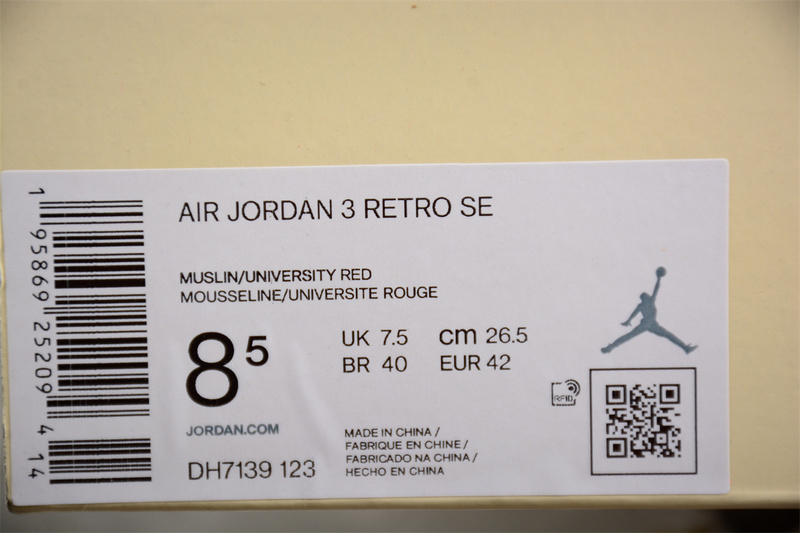 AIR JORDAN 3 RETRO SE
MUSLIN/UNIVERSITY RED
MOUSSELINE/UNIVERSITE ROUGE
8 5
UK 7.5 cm 26.5
BR 40 EUR 42
JORDAN.COM
DH7139 123
MADE IN CHINA /
FABRIQUE EN CHINE /
FABRICADO NA CHINA /
HECHO EN CHINA
RFID
1 95869 25209 4 14